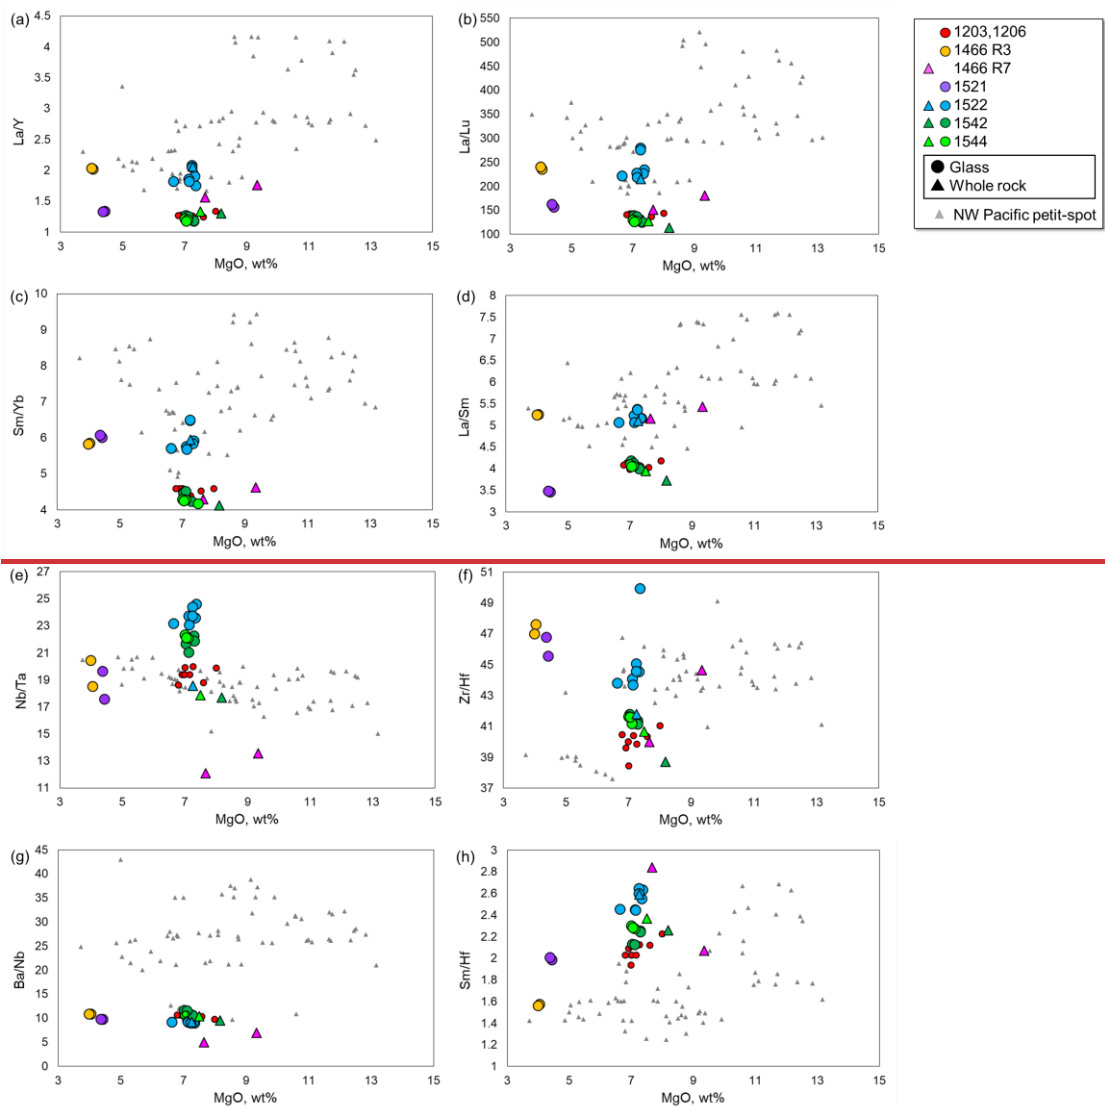 (a)
4.5
4
3.5
3
2.5
2
1.5
1
La/Y
3 5 7 9 11 13 15
MgO, wt%
(b)
550
500
450
400
350
300
250
200
150
100
La/Lu
3 5 7 9 11 13 15
MgO, wt%
1203,1206
1466 R3
1466 R7
1521
1522
1542
1544
Glass
Whole rock
NW Pacific petit-spot
(c)
10
9
8
7
6
5
4
Sm/Yb
3 5 7 9 11 13 15
MgO, wt%
(d)
8
7.5
7
6.5
6
5.5
5
4.5
4
3.5
3
La/Sm
3 5 7 9 11 13 15
MgO, wt%
(e)
27
25
23
21
19
17
15
13
11
Nb/Ta
3 5 7 9 11 13 15
MgO, wt%
(f)
51
49
47
45
43
41
39
37
Zr/Hf
3 5 7 9 11 13 15
MgO, wt%
(g)
45
40
35
30
25
20
15
10
5
0
Ba/Nb
3 5 7 9 11 13 15
MgO, wt%
(h)
3
2.8
2.6
2.4
2.2
2
1.8
1.6
1.4
1.2
1
Sm/Hf
3 5 7 9 11 13 15
MgO, wt%